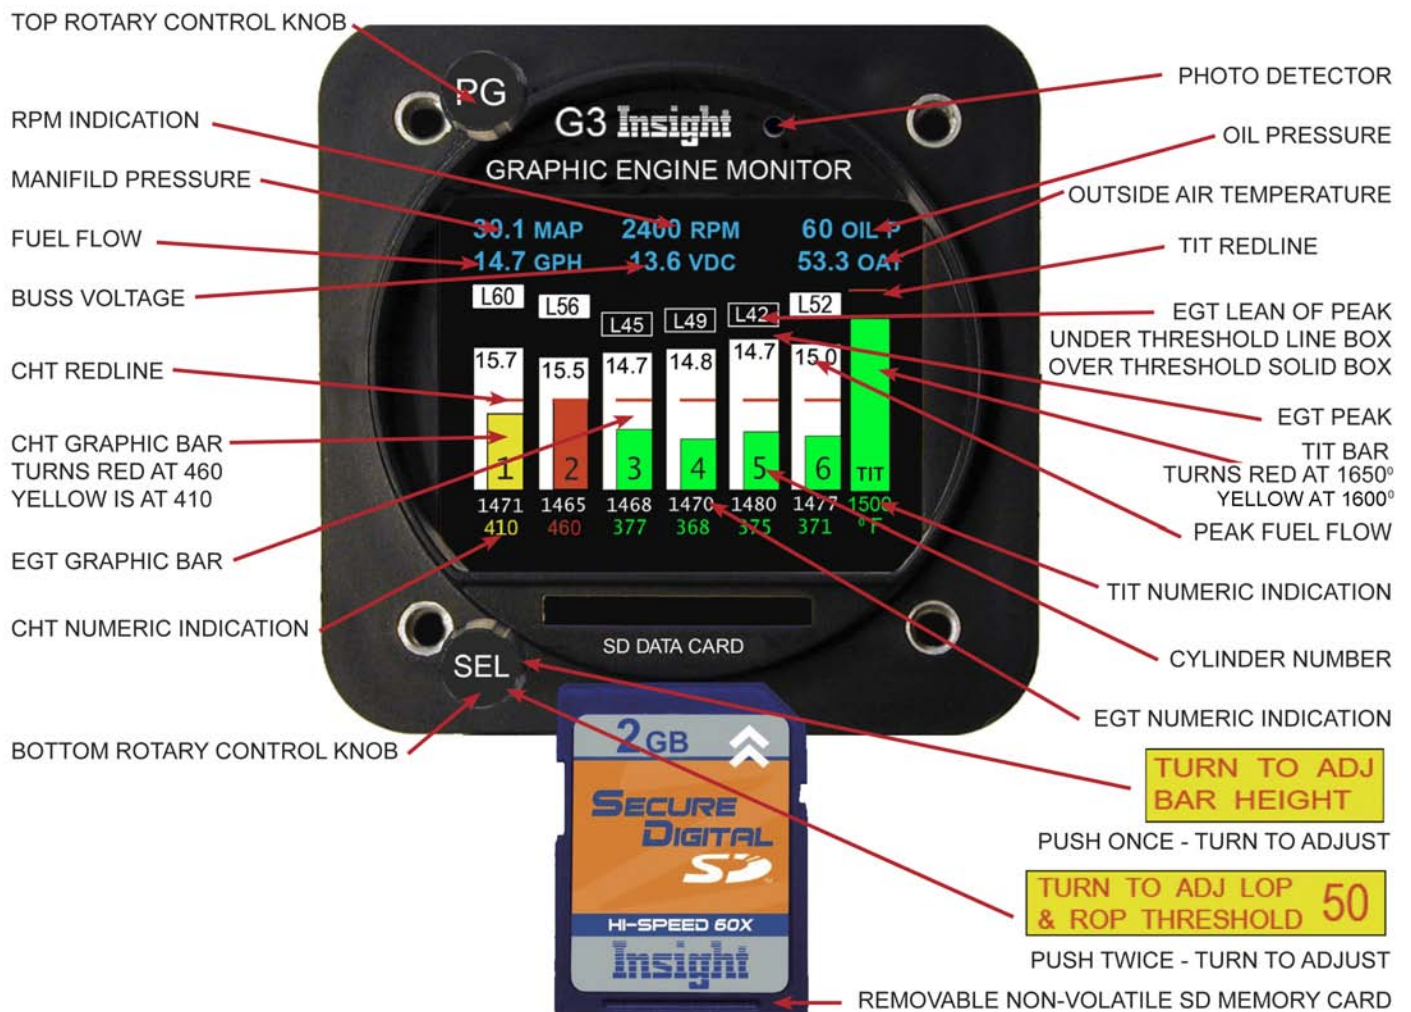 TOP ROTARY CONTROL KNOB
RPM INDICATION
MANIFILD PRESSURE
FUEL FLOW
BUSS VOLTAGE
CHT REDLINE
CHT GRAPHIC BAR
TURNS RED AT 460
YELLOW IS AT 410
EGT GRAPHIC BAR
CHT NUMERIC INDICATION
BOTTOM ROTARY CONTROL KNOB
PG
G3 Insight
GRAPHIC ENGINE MONITOR
30.1 MAP 2400 RPM 60 OIL P
14.7 GPH 13.6 VDC 53.3 OAT
L60 L56 L45 L49 L42 L52
15.7 15.5 14.7 14.8 14.7 15.0
1 2 3 4 5 6 TIT
1471 1465 1468 1470 1480 1477 1500
410 460 377 368 375 371 °F
SD DATA CARD
SEL
2GB
SECURE
DIGITAL
SD
HI-SPEED 60X
Insight
PHOTO DETECTOR
OIL PRESSURE
OUTSIDE AIR TEMPERATURE
TIT REDLINE
EGT LEAN OF PEAK
UNDER THRESHOLD LINE BOX
OVER THRESHOLD SOLID BOX
EGT PEAK
TIT BAR
TURNS RED AT 1650⁰
YELLOW AT 1600⁰
PEAK FUEL FLOW
TIT NUMERIC INDICATION
CYLINDER NUMBER
EGT NUMERIC INDICATION
TURN TO ADJ
BAR HEIGHT
PUSH ONCE - TURN TO ADJUST
TURN TO ADJ LOP
& ROP THRESHOLD 50
PUSH TWICE - TURN TO ADJUST
REMOVABLE NON-VOLATILE SD MEMORY CARD